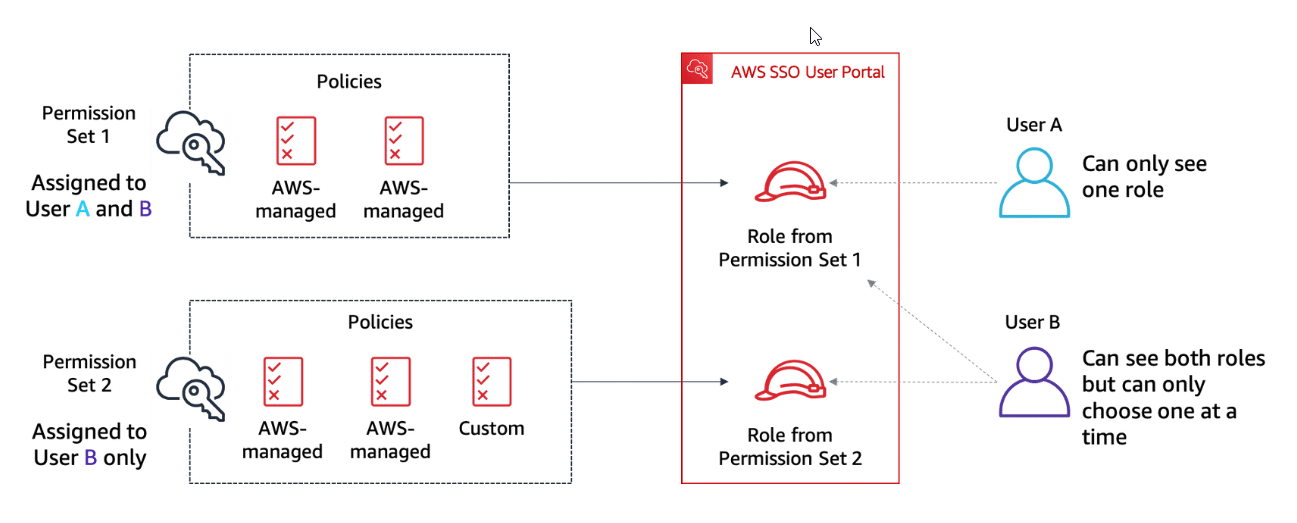 Permission
Set 1
Assigned to
User A and B
Policies
AWS-
managed
AWS-
managed
Permission
Set 2
Assigned to
User B only
Policies
AWS-
managed
AWS-
managed
Custom
AWS SSO User Portal
Role from
Permission Set 1
Role from
Permission Set 2
User A
Can only see
one role
User B
Can see both roles
but can only
choose one at a
time